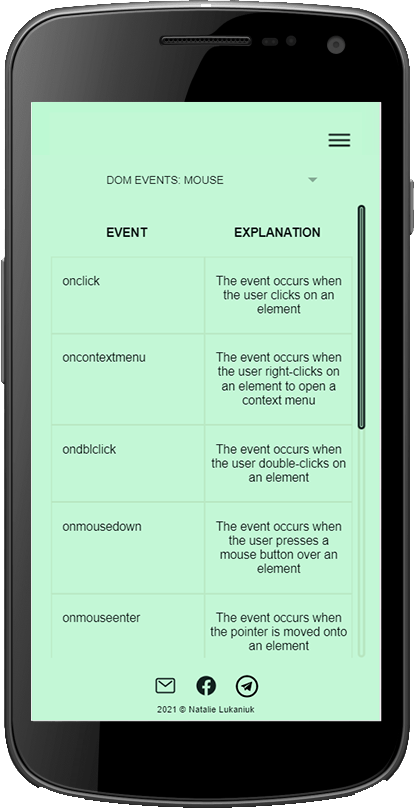 DOM EVENTS: MOUSE
EVENT EXPLANATION
onclick
The event occurs when
the user clicks on an
element
oncontextmenu
The event occurs when
the user right-clicks on
an element to open a
context menu
ondblclick
The event occurs when
the user double-clicks on
an element
onmousedown
The event occurs when
the user presses a
mouse button over an
element
onmouseenter
The event occurs when
the pointer is moved onto
an element
2021 © Natalie Lukaniuk